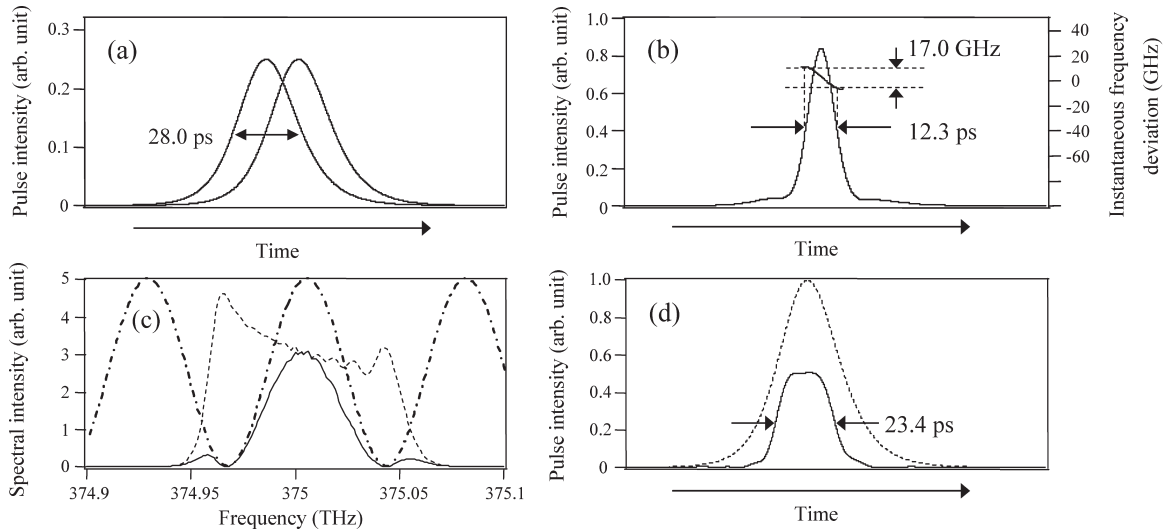 Pulse intensity (arb. unit)
0.3
0.2
0.1
0
(a)
28.0 ps
Time
Pulse intensity (arb. unit)
1.0
0.8
0.6
0.4
0.2
0
(b)
17.0 GHz
12.3 ps
40
20
0
-20
-40
-60
Instantaneous frequency
deviation (GHz)
Time
Spectral intensity (arb. unit)
5
4
3
2
1
0
(c)
374.9
374.95
375
375.05
375.1
Frequency (THz)
Pulse intensity (arb. unit)
1.0
0.8
0.6
0.4
0.2
0
(d)
23.4 ps
Time